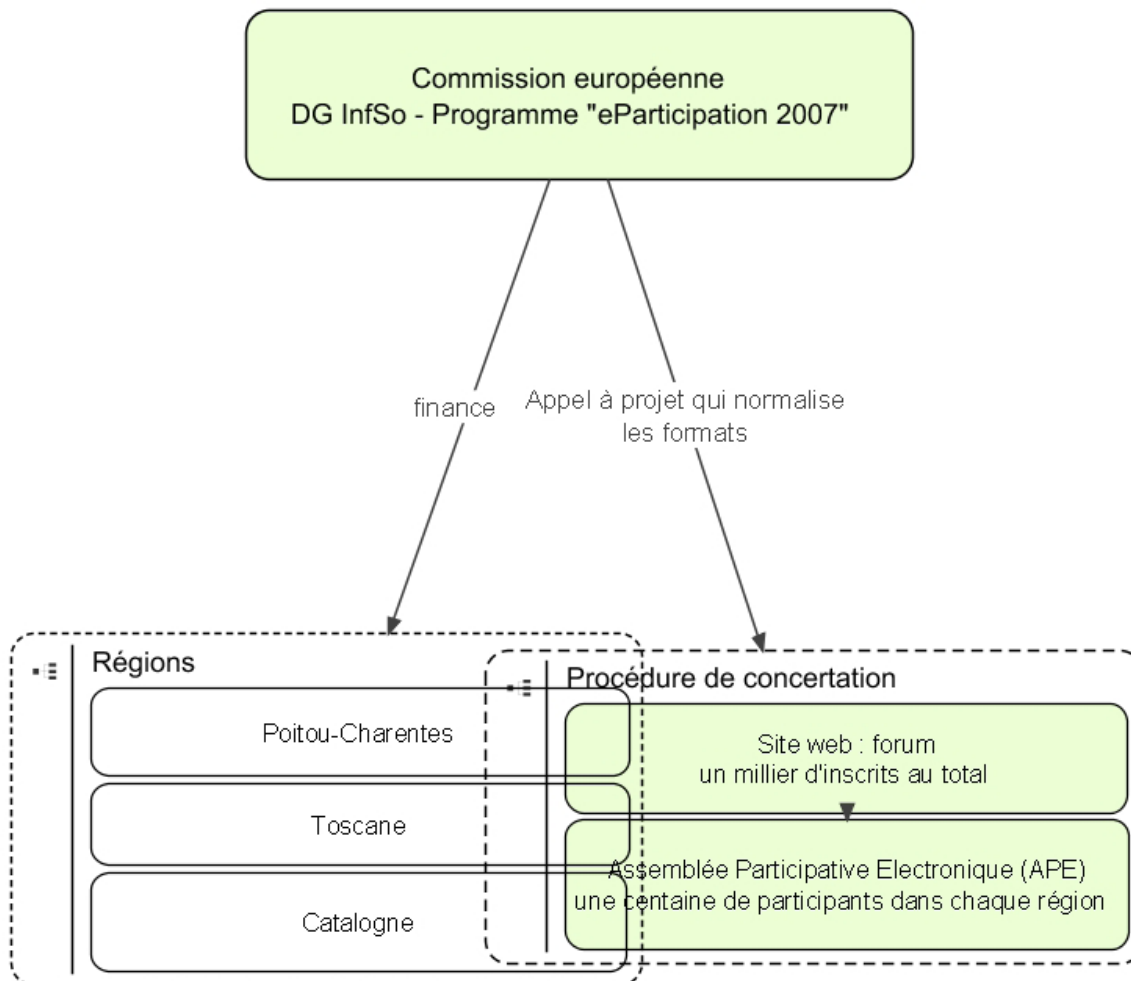 Commission européenne
DG InfSo - Programme "eParticipation 2007"
finance
Appel à projet qui normalise
les formats
Régions
Poitou-Charentes
Toscane
Catalogne
Procédure de concertation
Site web : forum
un millier d'inscrits au total
Assemblée Participative Electronique (APE)
une centaine de participants dans chaque région